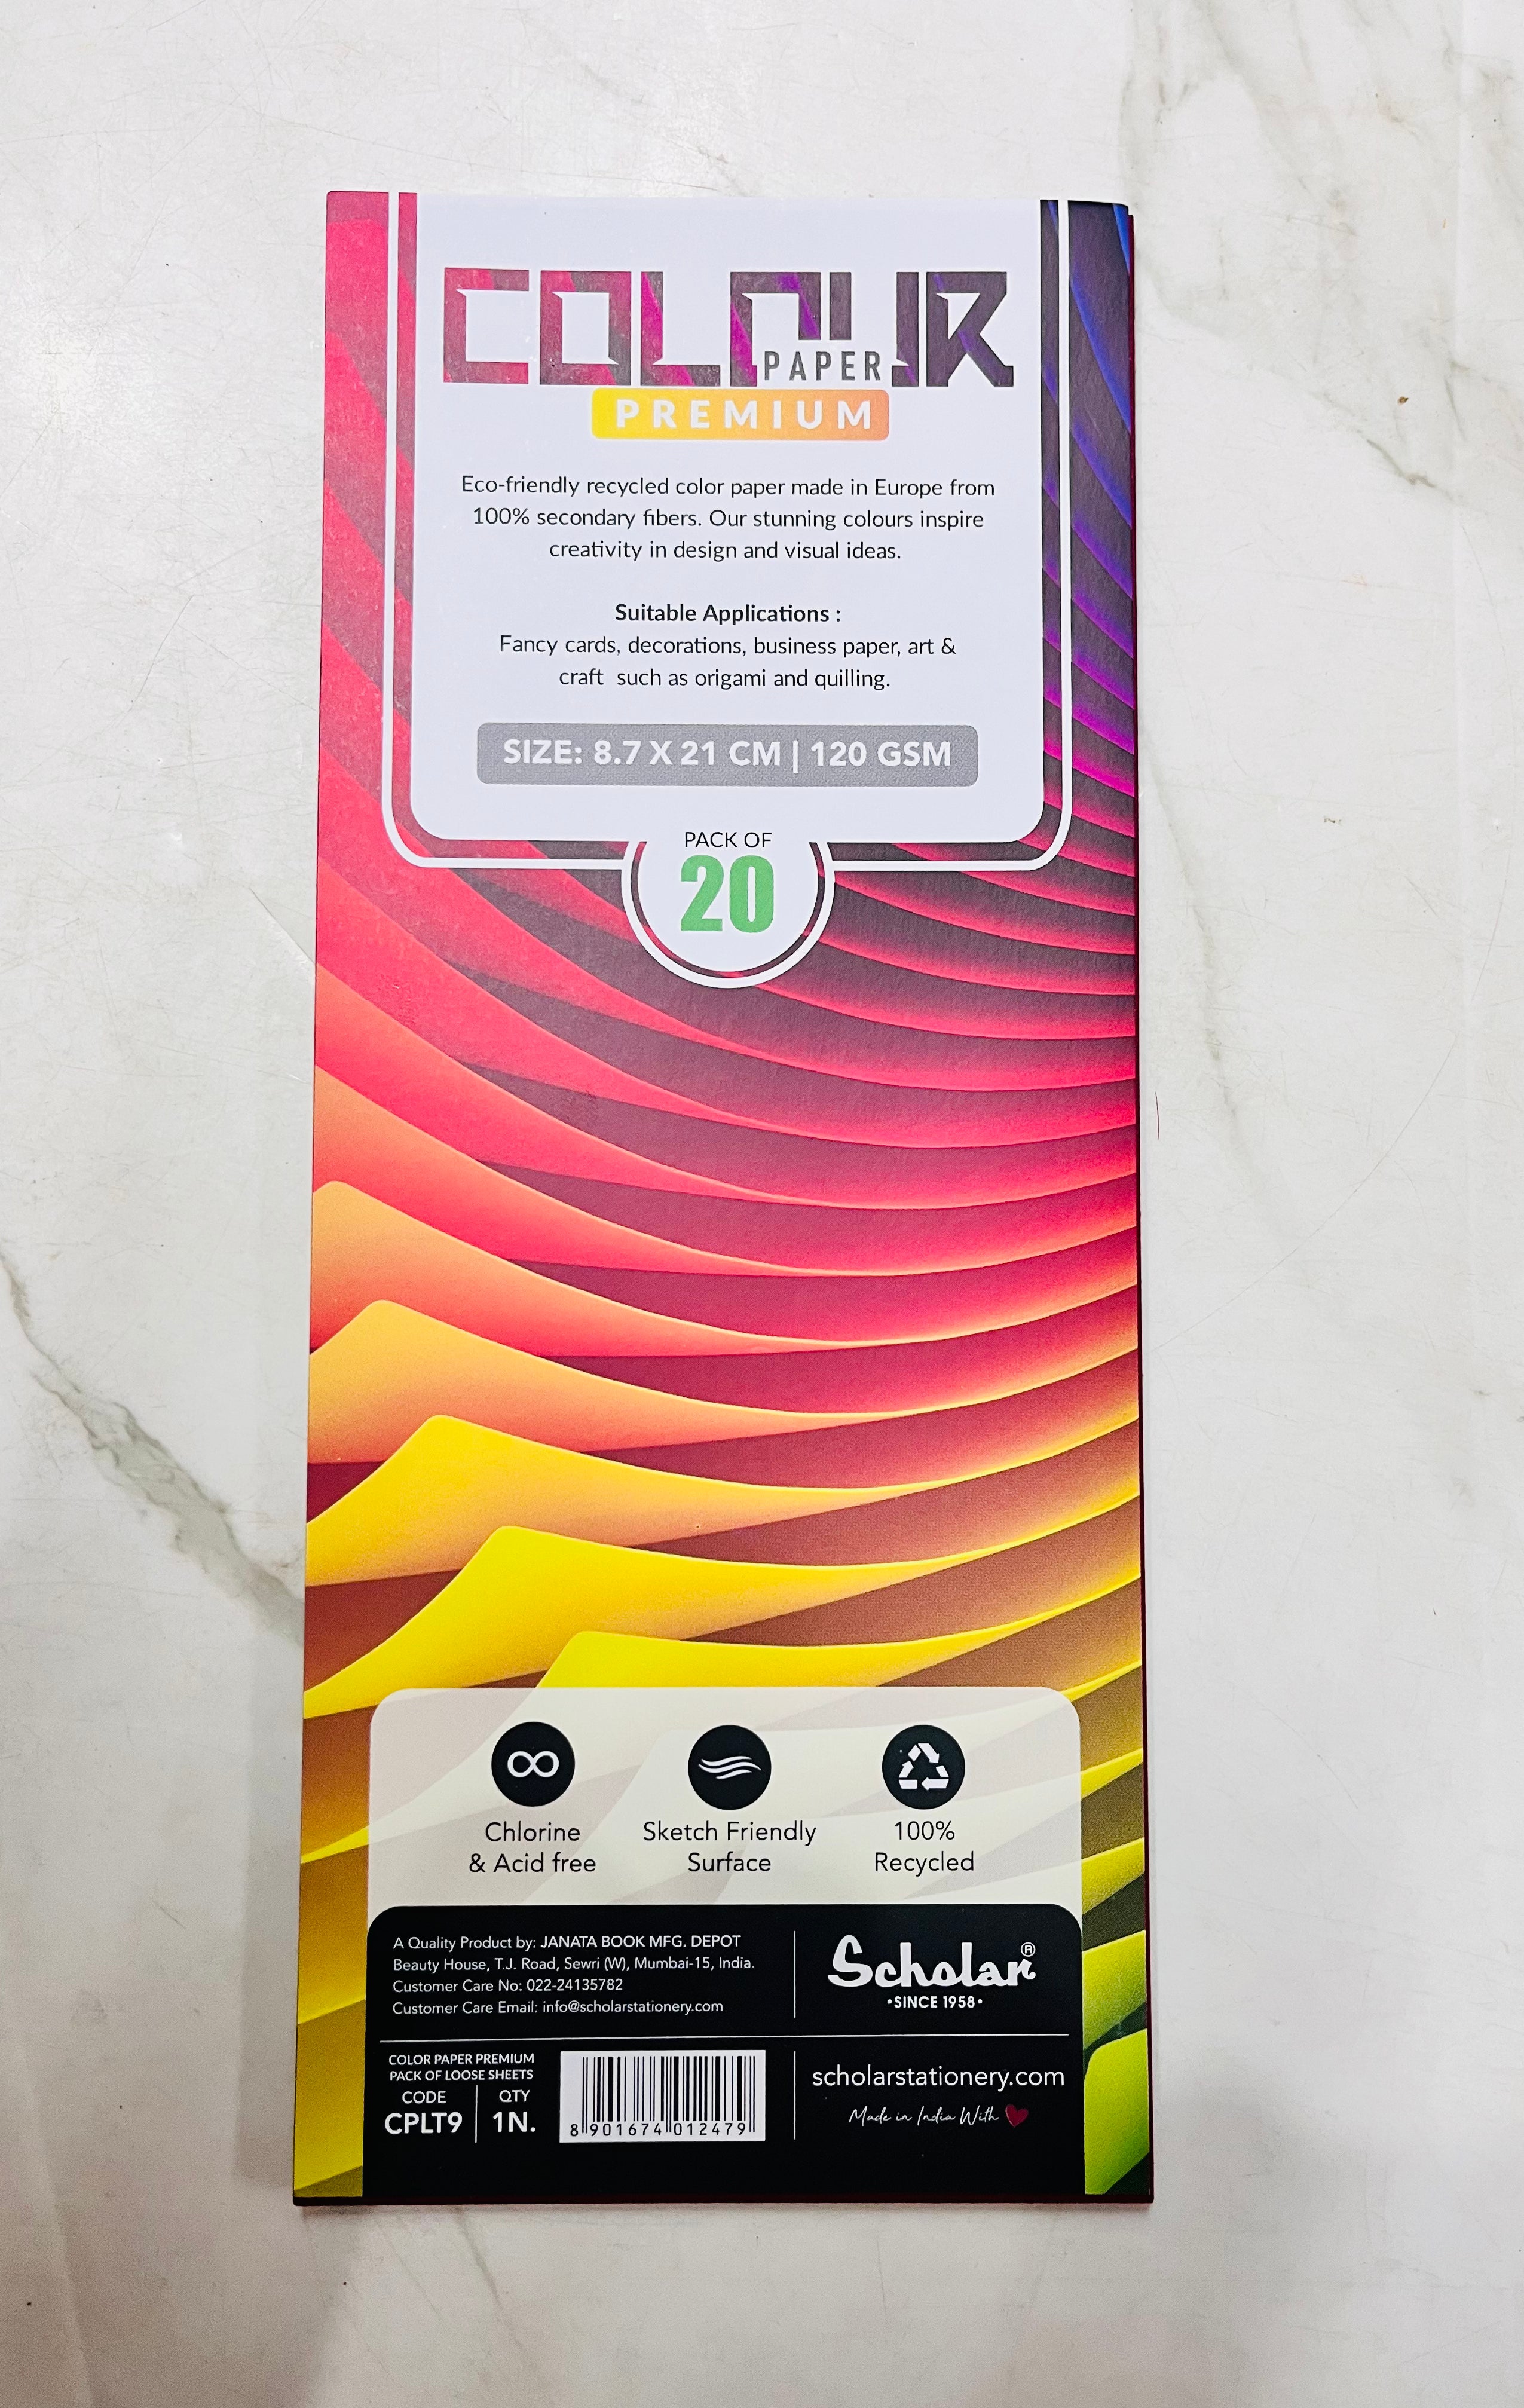 COLOUR
PAPER
PREMIUM
Eco-friendly recycled color paper made in Europe from
100% secondary fibers. Our stunning colours inspire
creativity in design and visual ideas.
Suitable Applications :
Fancy cards, decorations, business paper, art &
craft such as origami and quilling.
SIZE: 8.7 X 21 CM | 120 GSM
PACK OF
20
Chlorine
& Acid free
Sketch Friendly
Surface
100%
Recycled
A Quality Product by: JANATA BOOK MFG. DEPOT
Beauty House, T.J. Road, Sewri (W), Mumbai-15, India.
Customer Care No: 022-24135782
Customer Care Email: info@scholarstationery.com
Scholar®
•SINCE 1958•
COLOR PAPER PREMIUM
PACK OF LOOSE SHEETS
CODE
CPLT9
QTY
1N.
8 901674 012479
scholarstationery.com
Made in India With ❤